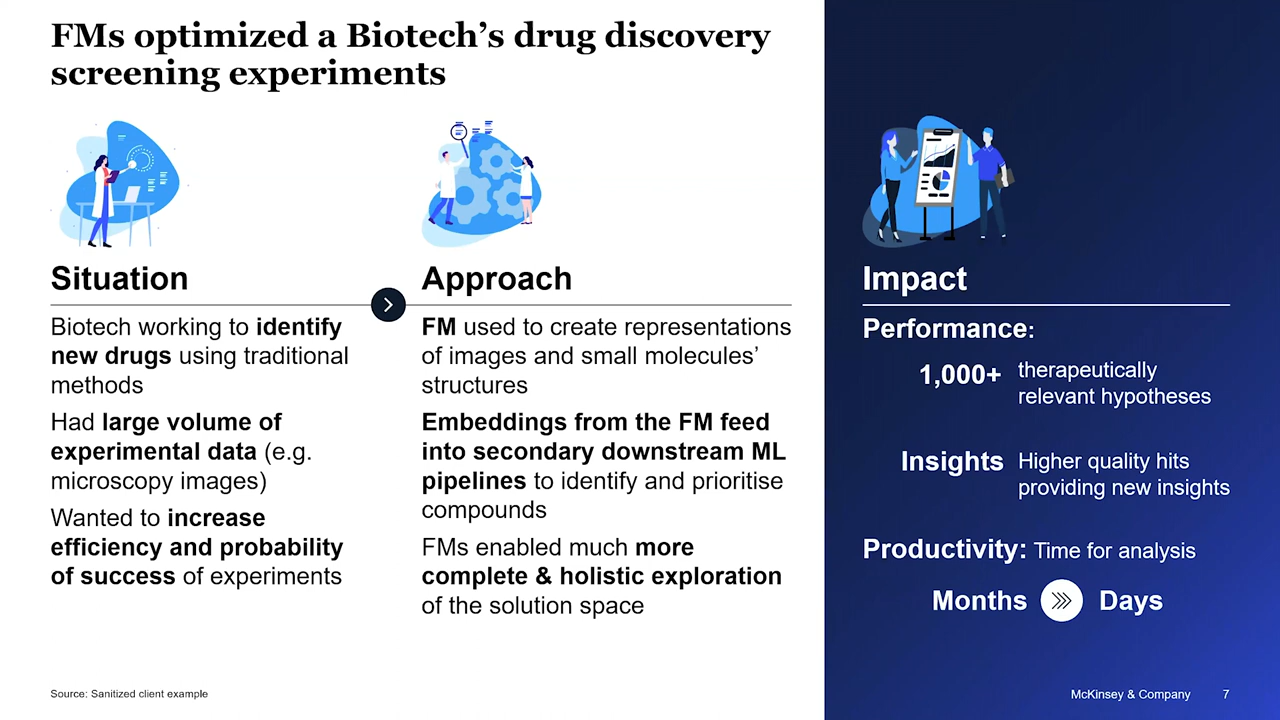 FMs optimized a Biotech’s drug discovery
screening experiments
Situation
Biotech working to identify
new drugs using traditional
methods
Had large volume of
experimental data (e.g.
microscopy images)
Wanted to increase
efficiency and probability
of success of experiments
Approach
FM used to create representations
of images and small molecules’
structures
Embeddings from the FM feed
into secondary downstream ML
pipelines to identify and prioritise
compounds
FMs enabled much more
complete & holistic exploration
of the solution space
Impact
Performance:
1,000+ therapeutically
relevant hypotheses
Insights Higher quality hits
providing new insights
Productivity: Time for analysis
Months Days
Source: Sanitized client example
McKinsey & Company 7